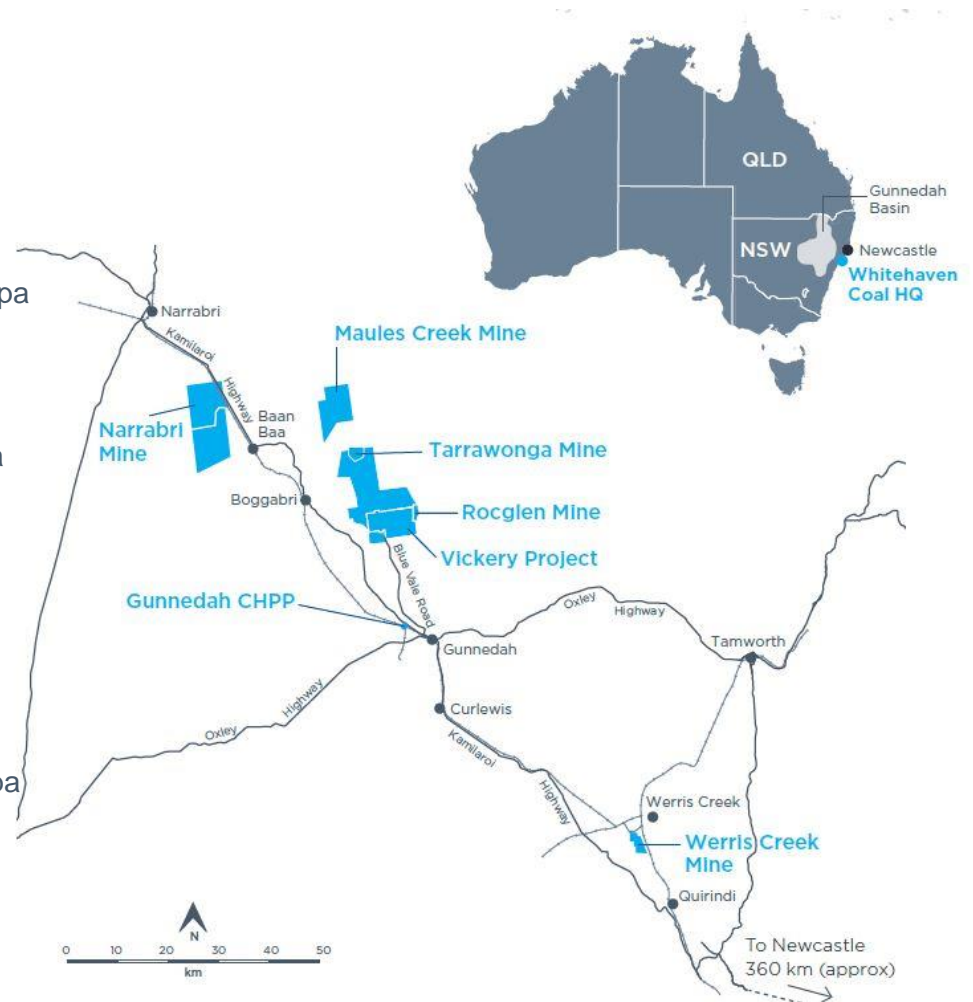 QLD
Gunnedah
Basin
NSW
Newcastle
Whitehaven
Coal HQ
pa
Narrabri
Kamilaroi
Highway
Maules Creek Mine
Narrabri
Mine
Baan
Baa
Tarrawonga Mine
a
Boggabri
Rocglen Mine
Vickery Project
Blue Vale Road
Gunnedah CHPP
Oxley
Highway
Gunnedah
Tamworth
Oxley
Highway
Curlewis
Kamilaroi
Highway
pa
Werris Creek
Werris Creek
Mine
Quirindi
N
0 10 20 30 40 50
km
To Newcastle
360 km (approx)